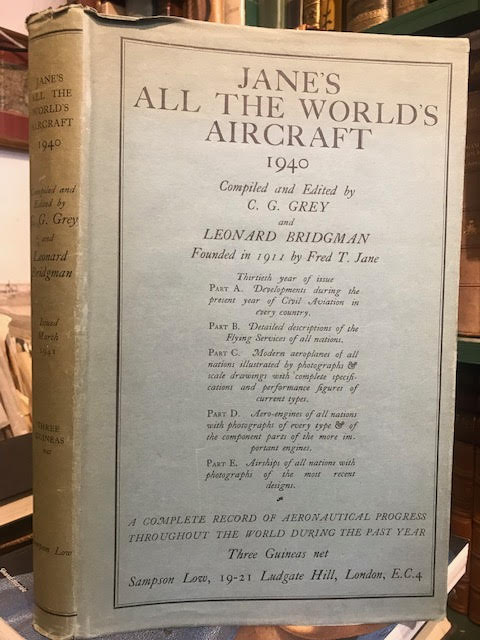 JANE'S
ALL THE
WORLD'S
AIRCRAFT
1940
Compiled and
Edited by
C. G. Grey
and
Leonard
Bridgman
Issued
March
1941
THREE
GUINEAS
net
Sampson Low
JANE'S
ALL THE WORLD'S
AIRCRAFT
1940
Compiled and Edited by
C. G. GREY
and
LEONARD BRIDGMAN
Founded in 1911 by Fred T. Jane
Thirtieth year of issue
PART A. Developments during the
present year of Civil Aviation in
every country.
PART B. Detailed descriptions of the
Flying Services of all nations.
PART C. Modern aeroplanes of all
nations illustrated by photographs &
scale drawings with complete specifi-
cations and performance figures of
current types.
PART D. Aero-engines of all nations
with photographs of every type & of
the component parts of the more im-
portant engines.
PART E. Airships of all nations with
photographs of the most recent
designs.
A COMPLETE RECORD OF AERONAUTICAL PROGRESS
THROUGHOUT THE WORLD DURING THE PAST YEAR
Three Guineas net
Sampson Low, 19-21 Ludgate Hill, London, E.C.4